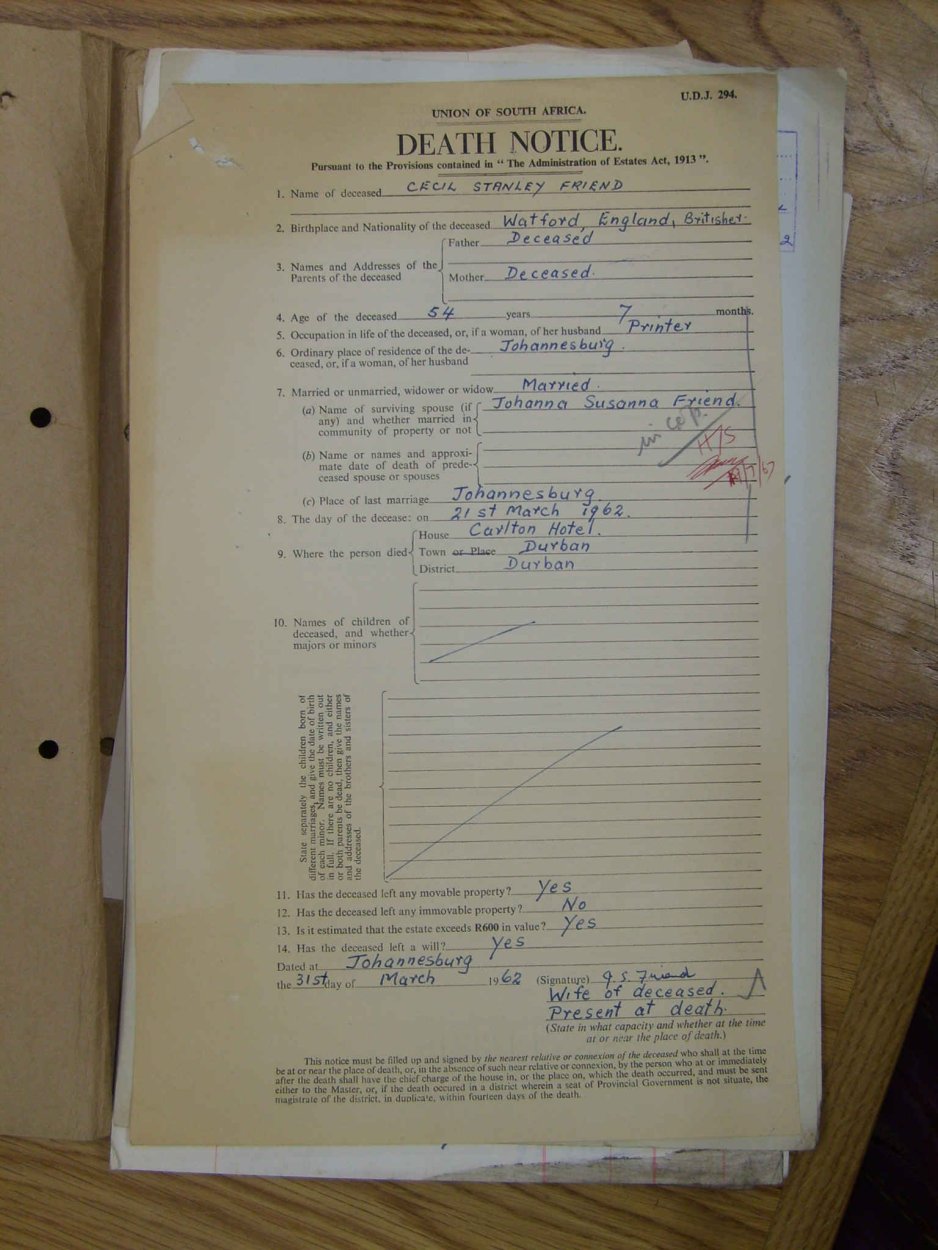 U.D.J. 294.
UNION OF SOUTH AFRICA.
DEATH NOTICE.
Pursuant to the Provisions contained in “ The Administration of Estates Act, 1913 ”.
1. Name of deceased CECIL STANLEY FRIEND
2. Birthplace and Nationality of the deceased Watford, England, Britisher.
Father Deceased
3. Names and Addresses of the
Parents of the deceased
Mother Deceased.
4. Age of the deceased 54 years 7 months.
5. Occupation in life of the deceased, or, if a woman, of her husband Printer
6. Ordinary place of residence of the de- Johannesburg.
ceased, or, if a woman, of her husband
7. Married or unmarried, widower or widow Married.
(a) Name of surviving spouse (if Johanna Susanna Friend.
any) and whether married in
community of property or not
in cop.
H/S
(b) Name or names and approxi-
mate date of death of prede-
ceased spouse or spouses
(c) Place of last marriage Johannesburg.
8. The day of the decease: on 21st March 1962.
House Carlton Hotel.
9. Where the person died Town or Place Durban
District Durban
10. Names of children of
deceased, and whether
majors or minors
State separately the children born of
different marriages, and give the date of birth
of each minor. Names must be written out
in full. If there are no children, and either
or both parents be dead, then give the names
and addresses of the brothers and sisters of
the deceased.
11. Has the deceased left any movable property? Yes
12. Has the deceased left any immovable property? No
13. Is it estimated that the estate exceeds R600 in value? Yes
14. Has the deceased left a will? Yes
Dated at Johannesburg
the 31st day of March 1962 (Signature) J. S. Friend
Wife of deceased.
Present at death.
(State in what capacity and whether at the time
at or near the place of death.)
This notice must be filled up and signed by the nearest relative or connexion of the deceased who shall at the time
be at or near the place of death, or, in the absence of such near relative or connexion, by the person who at or immediately
after the death shall have the chief charge of the house in, or the place on, which the death occurred, and must be sent
either to the Master, or, if the death occured in a district wherein a seat of Provincial Government is not situate, the
magistrate of the district, in duplicate, within fourteen days of the death.